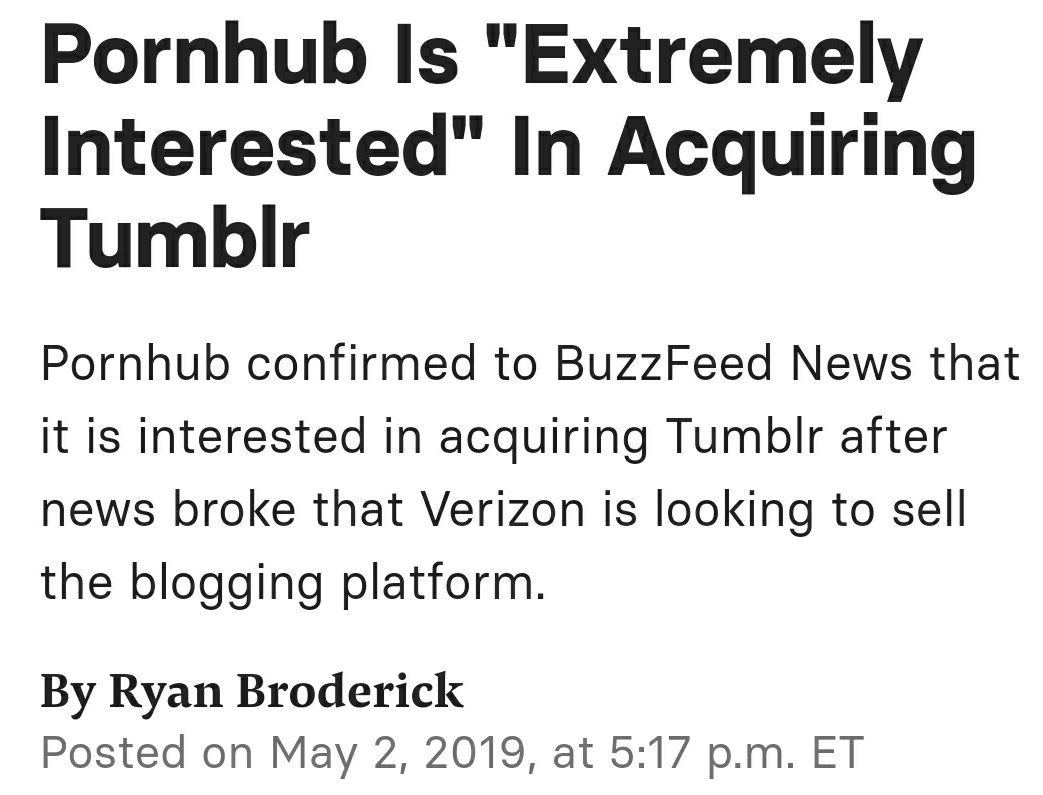 Pornhub Is "Extremely
Interested" In Acquiring
Tumblr
Pornhub confirmed to BuzzFeed News that
it is interested in acquiring Tumblr after
news broke that Verizon is looking to sell
the blogging platform.
By Ryan Broderick
Posted on May 2, 2019, at 5:17 p.m. ET